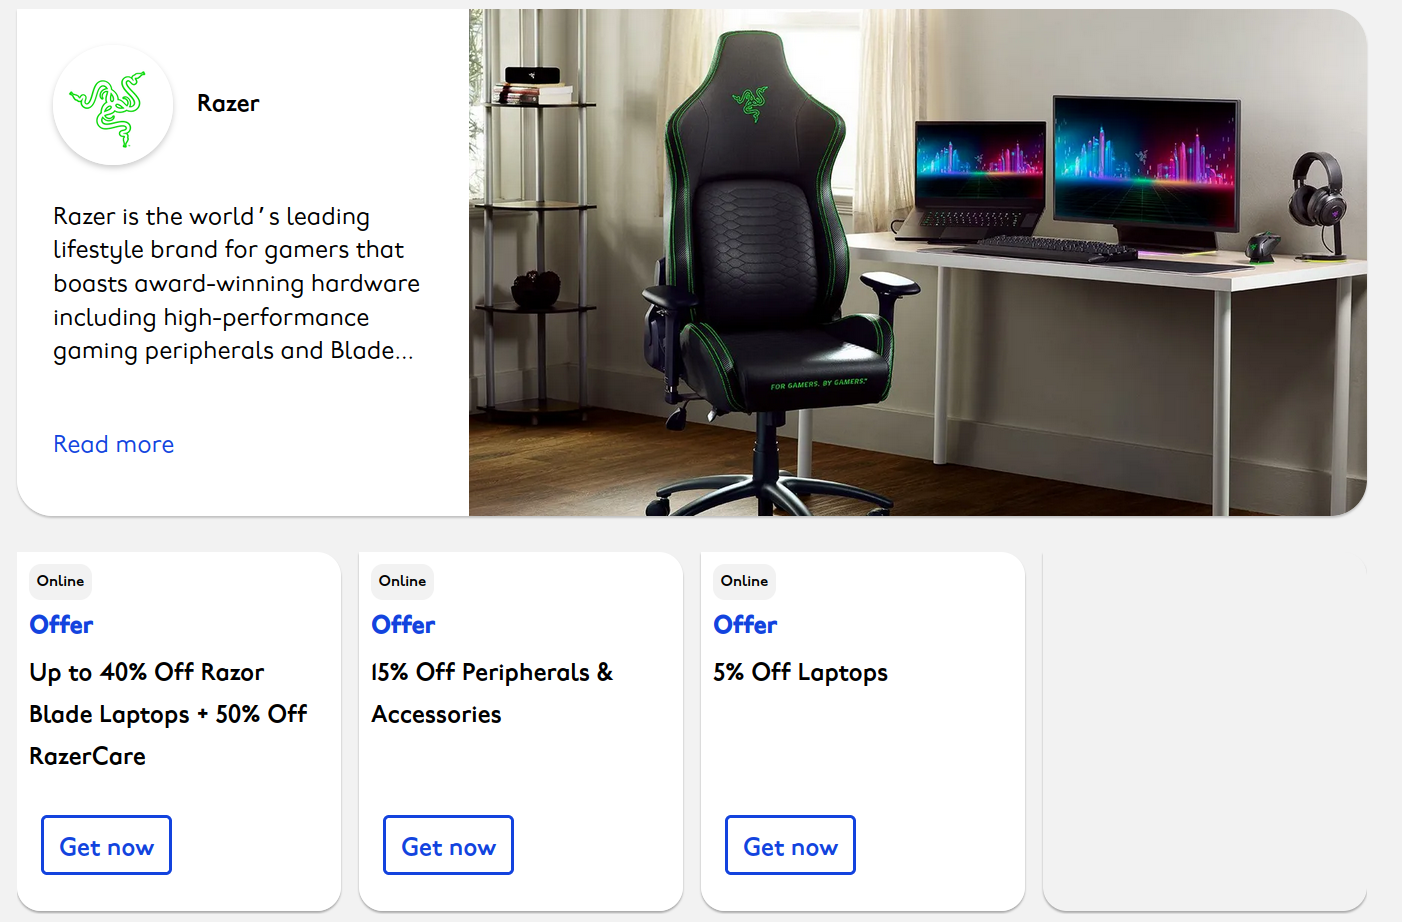 Razer
Razer is the world’s leading
lifestyle brand for gamers that
boasts award-winning hardware
including high-performance
gaming peripherals and Blade...
Read more
FOR GAMERS. BY GAMERS.™
Online
Offer
Up to 40% Off Razor
Blade Laptops + 50% Off
RazerCare
Get now
Online
Offer
15% Off Peripherals &
Accessories
Get now
Online
Offer
5% Off Laptops
Get now